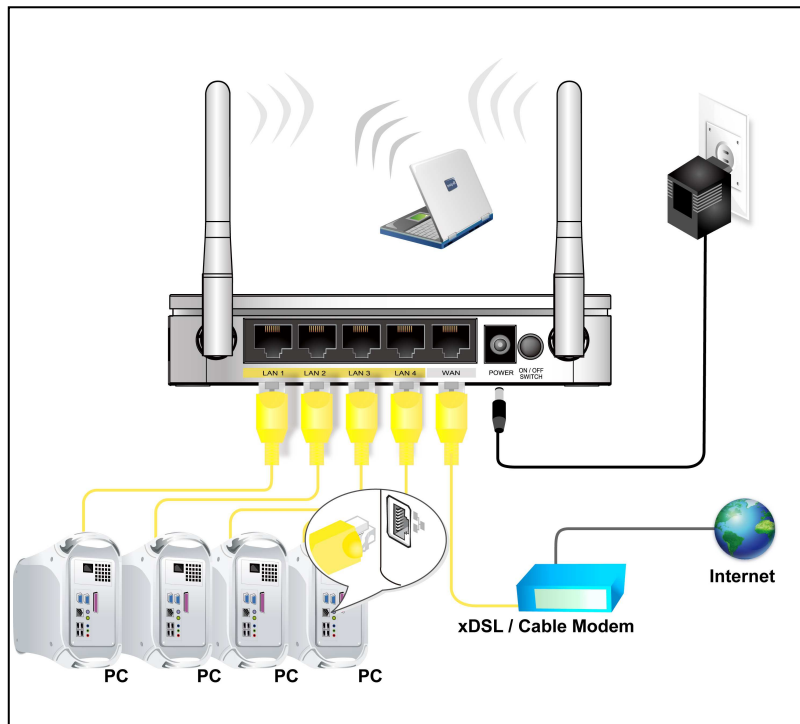 LAN 1
LAN 2
LAN 3
LAN 4
WAN
POWER
ON / OFF
SWITCH
Internet
xDSL / Cable Modem
PC
PC
PC
PC